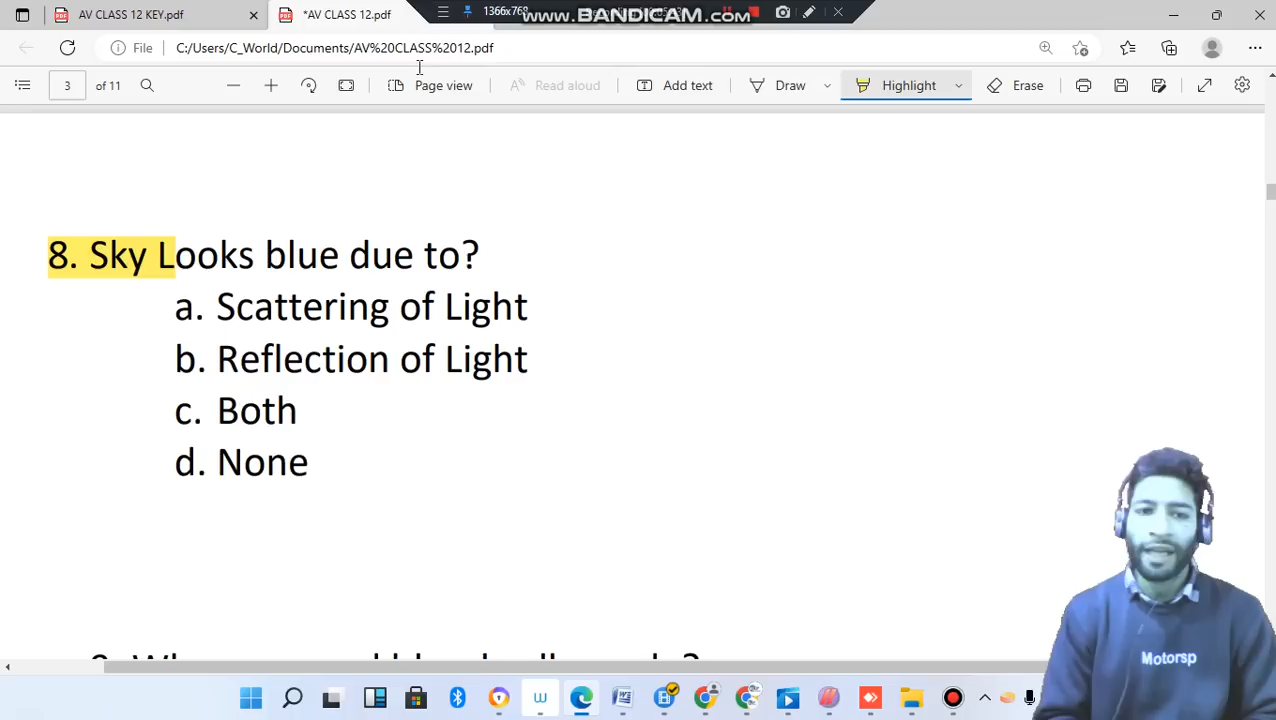 AV CLASS 12 KEY.pdf
*AV CLASS 12.pdf
1366x768
www.BANDICAM.com
File
C:/Users/C_World/Documents/AV%20CLASS%2012.pdf
3 of 11
Page view
Read aloud
Add text
Draw
Highlight
Erase
8. Sky Looks blue due to?
a. Scattering of Light
b. Reflection of Light
c. Both
d. None
Motorsp